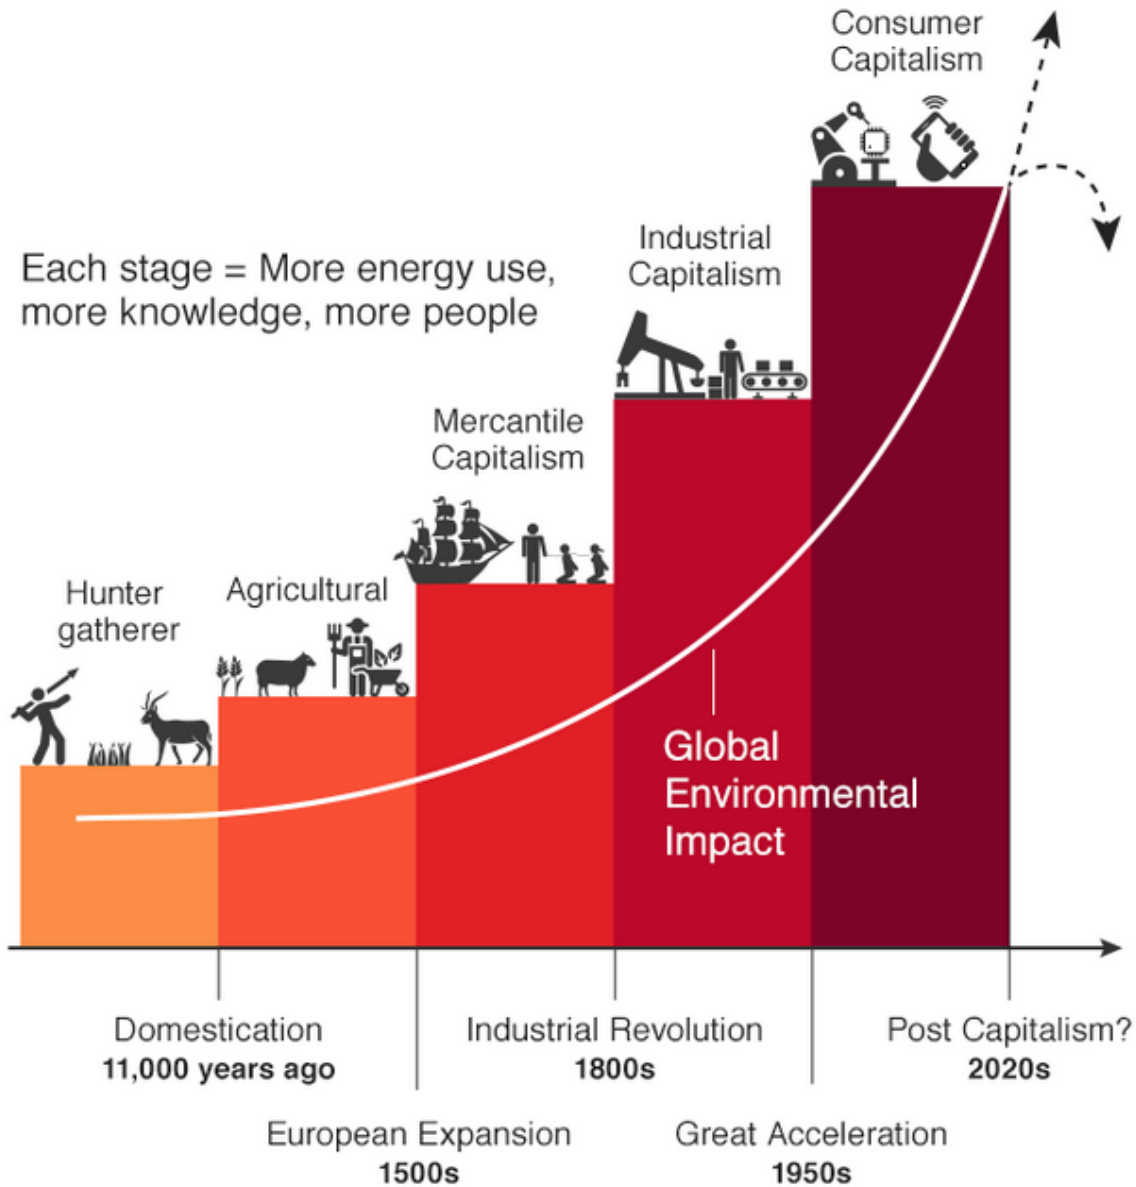 Consumer
Capitalism
Industrial
Capitalism
Each stage = More energy use,
more knowledge, more people
Mercantile
Capitalism
Hunter
gatherer
Agricultural
Global
Environmental
Impact
Domestication
11,000 years ago
Industrial Revolution
1800s
Post Capitalism?
2020s
European Expansion
1500s
Great Acceleration
1950s